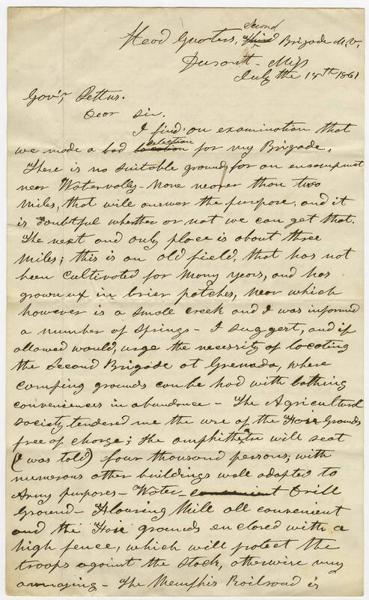 Head Quarters, Second Brigade M.V.
Durant - Miss
July the 18th 1861
Gov'r Pettus.
Dear Sir.
I find on examination that
we made a bad selection for my Brigade.
There is no suitable ground for an encampment
near Watervalley - None nearer than two
miles, that will answer the purpose, and it
is doubtful whether or not we can get that.
The next and only place is about three
miles; this is an old field, that has not
been cultivated for many years, and has
grown up in brier patches, near which
however is a small creek and I was informed
a number of springs - I suggest, and if
allowed would, urge the necessity of locating
the Second Brigade at Grenada, where
camping grounds can be had with bathing
conveniences in abundance - The Agricultural
society, tendered me the use of the Fair Grounds
free of charge; the amphitheter will seat
(I was told) four thousand persons, with
numerous other buildings well adapted to
Army purposes - Water Drill
Ground - Flouring Mill all convenient
and the Fair grounds enclosed with a
high fence, which will protect the
troops against the stock, otherwise very
annoying - The Memphis Railroad is